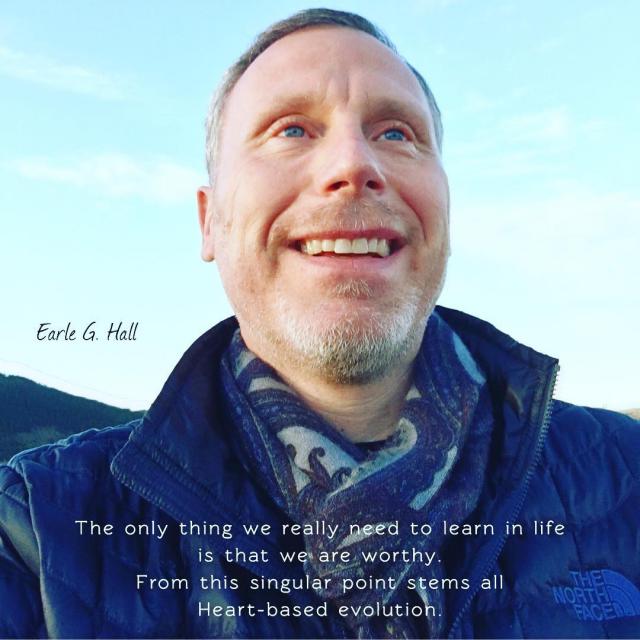 Earle G. Hall
The only thing we really need to learn in life
is that we are worthy.
From this singular point stems all
Heart-based evolution.
THE
NORTH
FACE